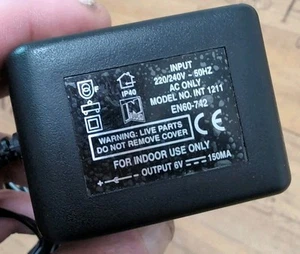 INPUT
220/240V ~ 50HZ
AC ONLY
MODEL NO. INT 1211
EN60-742
IP40
WARNING: LIVE PARTS
DO NOT REMOVE COVER
CE
FOR INDOOR USE ONLY
OUTPUT 6V ⎓ 150MA